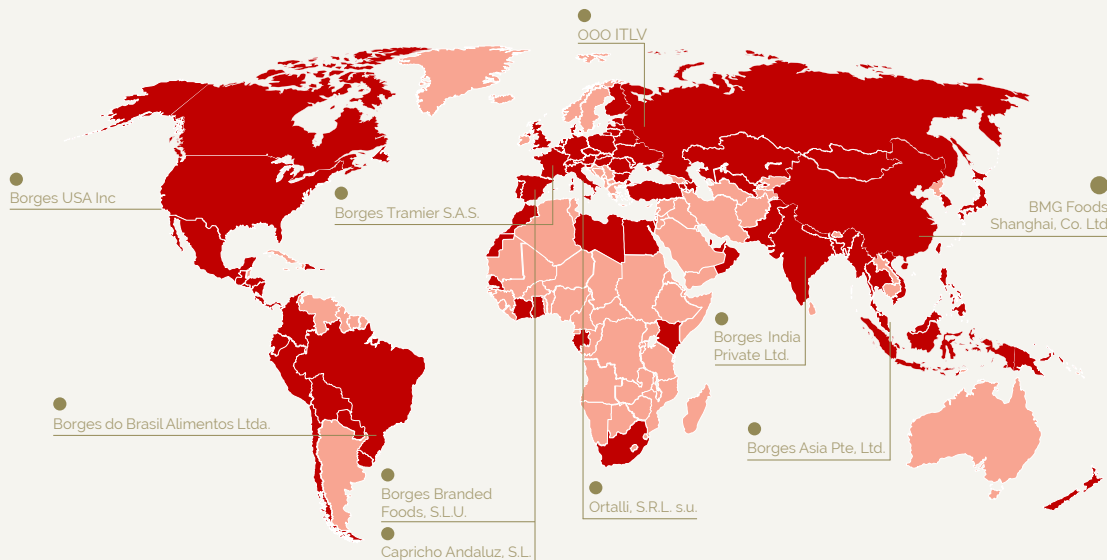 OOO ITLV
Borges USA Inc
Borges Tramier S.A.S.
BMG Foods
Shanghai, Co. Ltd
Borges India
Private Ltd.
Borges do Brasil Alimentos Ltda.
Borges Asia Pte, Ltd.
Borges Branded
Foods, S.L.U.
Ortalli, S.R.L. s.u.
Capricho Andaluz, S.L.